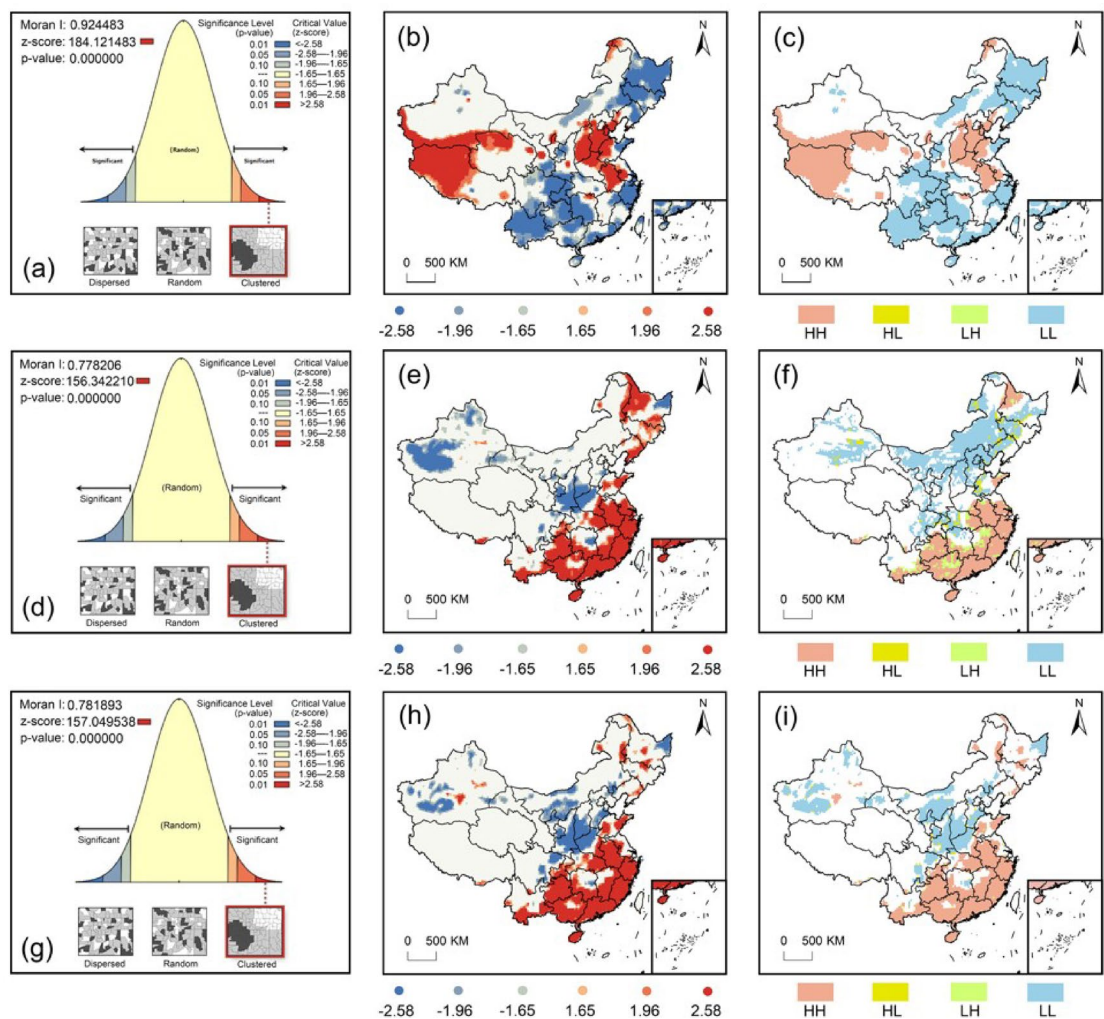 Moran I: 0.924483
z-score: 184.121483
p-value: 0.000000
Significance Level
(p-value)
Critical Value
(z-score)
0.01 <-2.58
0.05 -2.58—-1.96
0.10 -1.96—-1.65
--- -1.65—1.65
0.10 1.65—1.96
0.05 1.96—2.58
0.01 >2.58
Significant
(Random)
Significant
(a)
Dispersed
Random
Clustered
(b)
N
0 500 KM
-2.58 -1.96 -1.65 1.65 1.96 2.58
(c)
N
0 500 KM
HH HL LH LL
Moran I: 0.778206
z-score: 156.342210
p-value: 0.000000
Significance Level
(p-value)
Critical Value
(z-score)
0.01 <-2.58
0.05 -2.58—-1.96
0.10 -1.96—-1.65
--- -1.65—1.65
0.10 1.65—1.96
0.05 1.96—2.58
0.01 >2.58
Significant
(Random)
Significant
(d)
Dispersed
Random
Clustered
(e)
N
0 500 KM
-2.58 -1.96 -1.65 1.65 1.96 2.58
(f)
N
0 500 KM
HH HL LH LL
Moran I: 0.781893
z-score: 157.049538
p-value: 0.000000
Significance Level
(p-value)
Critical Value
(z-score)
0.01 <-2.58
0.05 -2.58—-1.96
0.10 -1.96—-1.65
--- -1.65—1.65
0.10 1.65—1.96
0.05 1.96—2.58
0.01 >2.58
Significant
(Random)
Significant
(g)
Dispersed
Random
Clustered
(h)
N
0 500 KM
-2.58 -1.96 -1.65 1.65 1.96 2.58
(i)
N
0 500 KM
HH HL LH LL